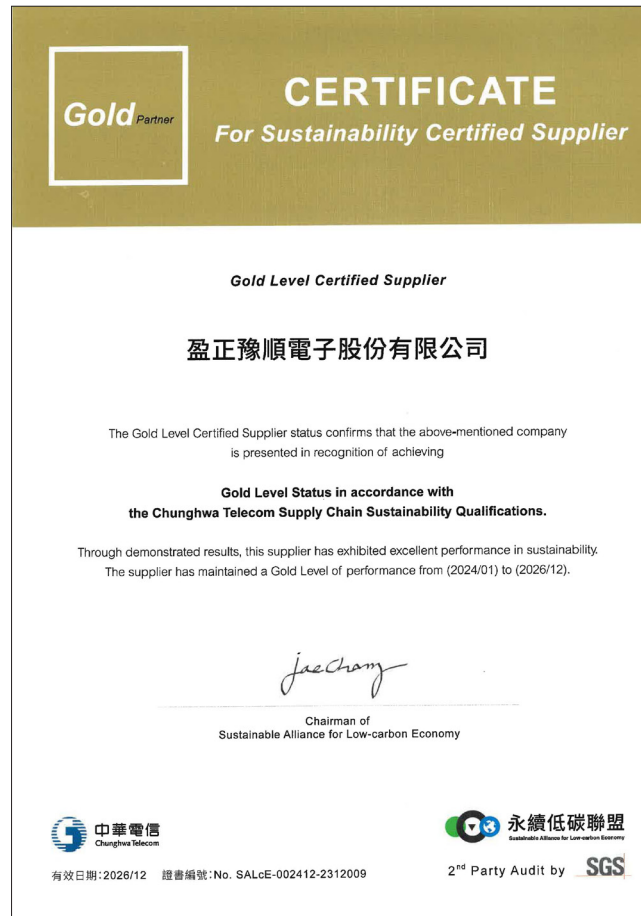 Gold Partner
CERTIFICATE
For Sustainability Certified Supplier
Gold Level Certified Supplier
盈正豫順電子股份有限公司
The Gold Level Certified Supplier status confirms that the above-mentioned company
is presented in recognition of achieving
Gold Level Status in accordance with
the Chunghwa Telecom Supply Chain Sustainability Qualifications.
Through demonstrated results, this supplier has exhibited excellent performance in sustainability.
The supplier has maintained a Gold Level of performance from (2024/01) to (2026/12).
jaeChang
Chairman of
Sustainable Alliance for Low-carbon Economy
中華電信
Chunghwa Telecom
永續低碳聯盟
Sustainable Alliance for Low-carbon Economy
有效日期:2026/12 證書編號:No. SALcE-002412-2312009
2nd Party Audit by SGS